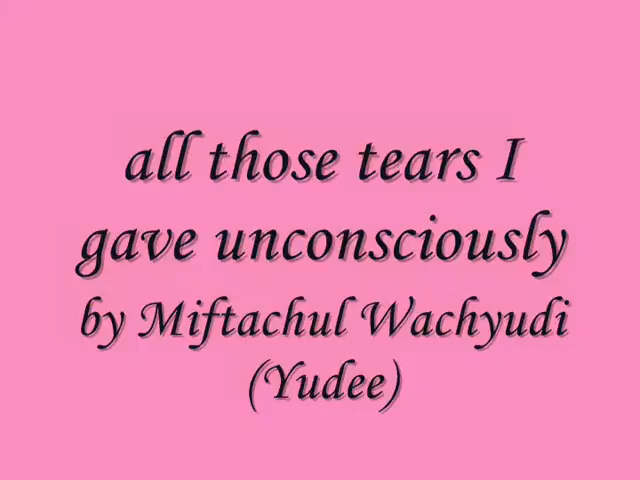 all those tears I
gave unconsciously
by Miftachul Wachyudi
(Yudee)